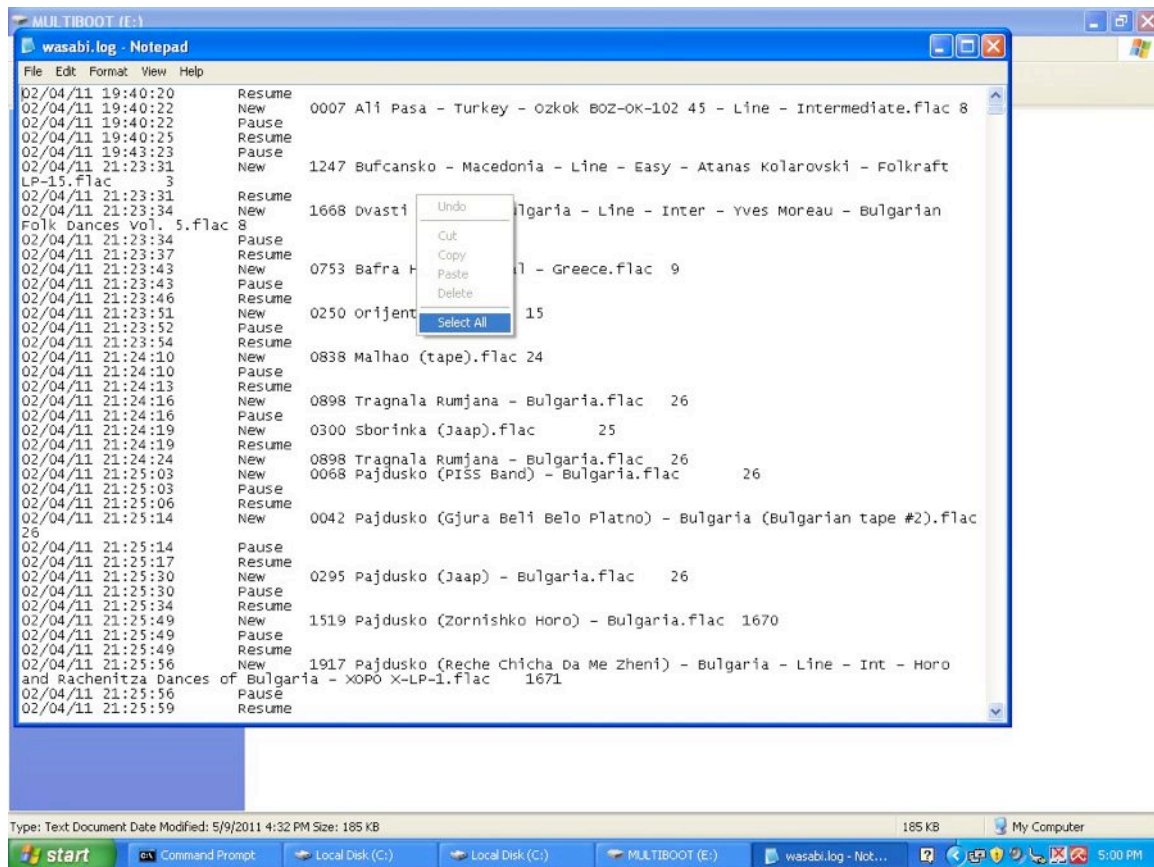 MULTIBOOT (E:)
wasabi.log - Notepad
File Edit Format View Help
02/04/11 19:40:20 Resume
02/04/11 19:40:22 New 0007 Ali Pasa - Turkey - Ozkok BOZ-OK-102 45 - Line - Intermediate.flac 8
02/04/11 19:40:22 Pause
02/04/11 19:40:25 Resume
02/04/11 19:43:23 Pause
02/04/11 21:23:31 New 1247 Bufcansko - Macedonia - Line - Easy - Atanas Kolarovski - Folkraft
LP-15.flac 3
02/04/11 21:23:31 Resume
02/04/11 21:23:34 New 1668 Dvasti lgaria - Line - Inter - Yves Moreau - Bulgarian
Folk Dances Vol. 5.flac 8
02/04/11 21:23:34 Pause
02/04/11 21:23:37 Resume
02/04/11 21:23:43 New 0753 Bafra H l - Greece.flac 9
02/04/11 21:23:43 Pause
02/04/11 21:23:46 Resume
02/04/11 21:23:51 New 0250 Orijent 15
02/04/11 21:23:52 Pause
02/04/11 21:23:54 Resume
02/04/11 21:24:10 New 0838 Malhao (tape).flac 24
02/04/11 21:24:10 Pause
02/04/11 21:24:13 Resume
02/04/11 21:24:16 New 0898 Tragnala Rumjana - Bulgaria.flac 26
02/04/11 21:24:16 Pause
02/04/11 21:24:19 New 0300 Sborinka (Jaap).flac 25
02/04/11 21:24:19 Resume
02/04/11 21:24:24 New 0898 Tragnala Rumjana - Bulgaria.flac 26
02/04/11 21:25:03 New 0068 Pajdusko (PISS Band) - Bulgaria.flac 26
02/04/11 21:25:03 Pause
02/04/11 21:25:06 Resume
02/04/11 21:25:14 New 0042 Pajdusko (Gjura Beli Belo Platno) - Bulgaria (Bulgarian tape #2).flac
26
02/04/11 21:25:14 Pause
02/04/11 21:25:17 Resume
02/04/11 21:25:30 New 0295 Pajdusko (Jaap) - Bulgaria.flac 26
02/04/11 21:25:30 Pause
02/04/11 21:25:34 Resume
02/04/11 21:25:49 New 1519 Pajdusko (Zornishko Horo) - Bulgaria.flac 1670
02/04/11 21:25:49 Pause
02/04/11 21:25:49 Resume
02/04/11 21:25:56 New 1917 Pajdusko (Reche Chicha Da Me Zheni) - Bulgaria - Line - Int - Horo
and Rachenitza Dances of Bulgaria - XOPO X-LP-1.flac 1671
02/04/11 21:25:56 Pause
02/04/11 21:25:59 Resume
Undo
Cut
Copy
Paste
Delete
Select All
Type: Text Document Date Modified: 5/9/2011 4:32 PM Size: 185 KB 185 KB My Computer
start Command Prompt Local Disk (C:) Local Disk (C:) MULTIBOOT (E:) wasabi.log - Not... 5:00 PM